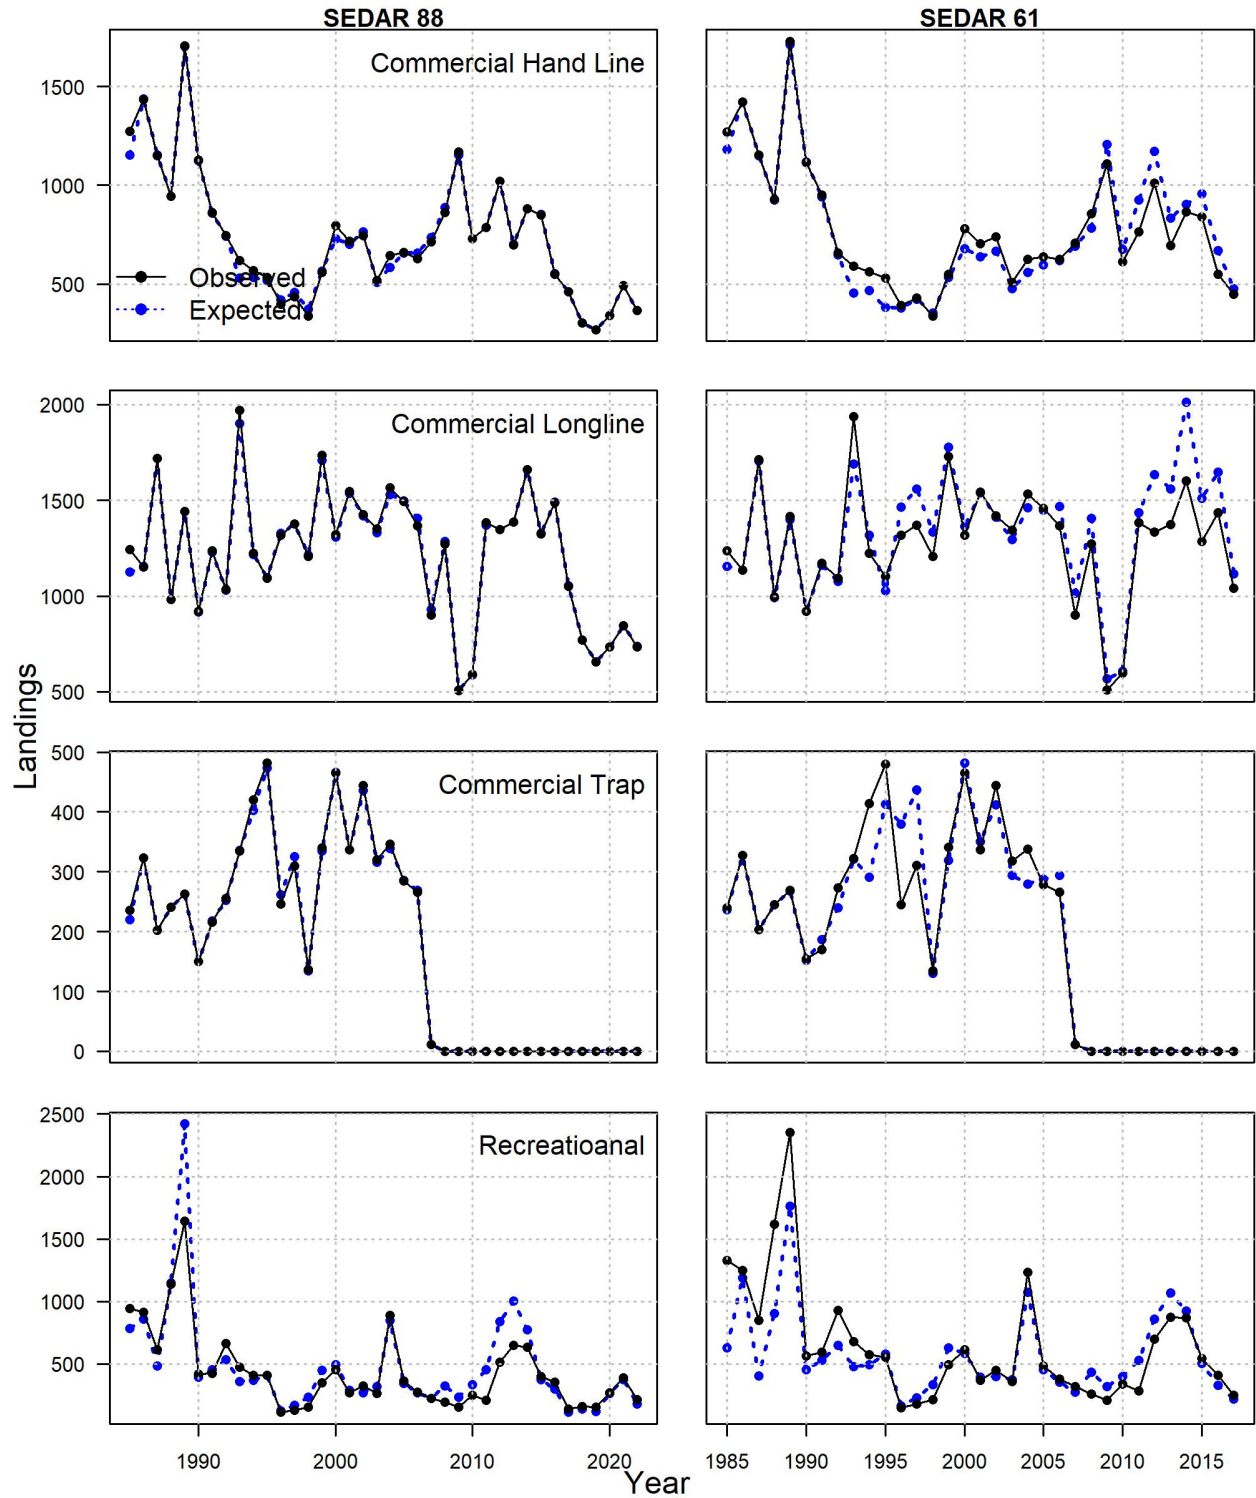 SEDAR 88
SEDAR 61
Commercial Hand Line
1500
1000
500
Observed
Expected
Commercial Longline
2000
1500
1000
500
Commercial Trap
500
400
300
200
100
0
Recreatioanal
2500
2000
1500
1000
500
Landings
1990 2000 2010 2020
1985 1990 1995 2000 2005 2010 2015
Year